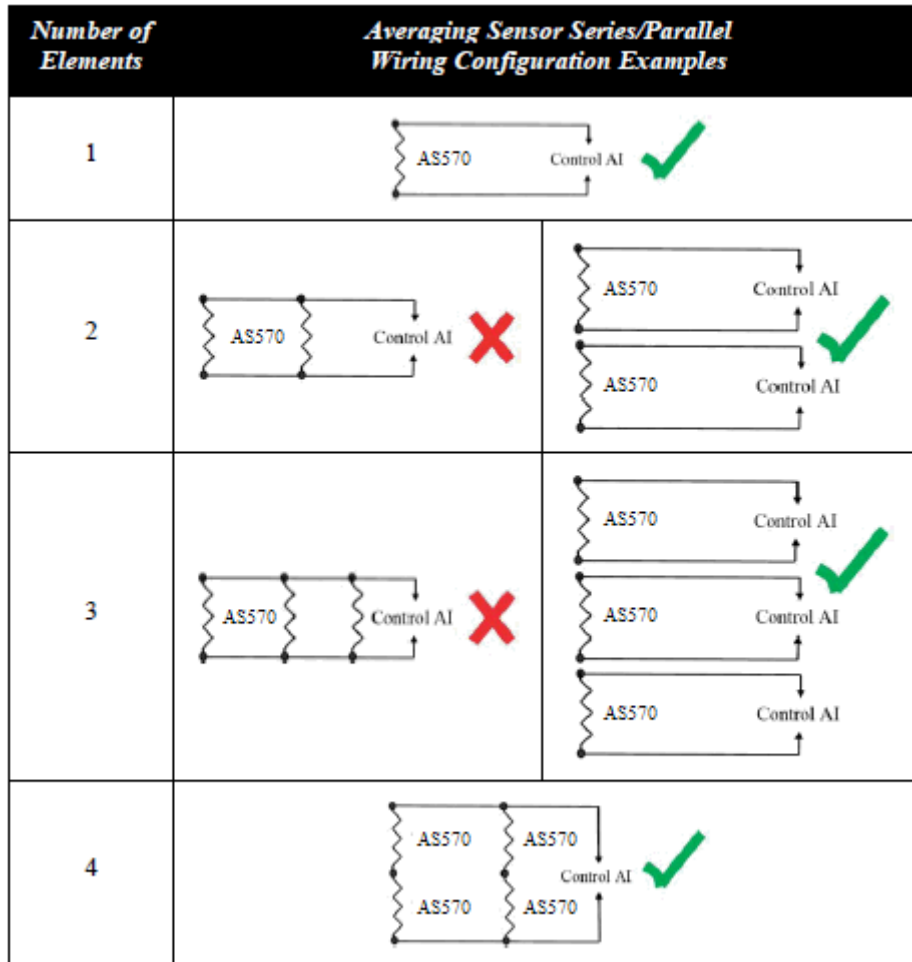 Number of
Elements
Averaging Sensor Series/Parallel
Wiring Configuration Examples
1
AS570
Control AI
2
AS570
Control AI
AS570
Control AI
AS570
Control AI
3
AS570
Control AI
AS570
Control AI
AS570
Control AI
AS570
Control AI
4
AS570
AS570
Control AI
AS570
AS570